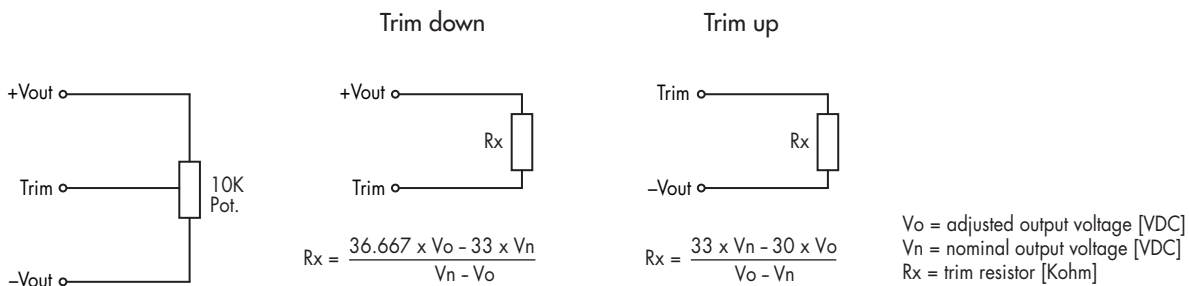 Trim down
Trim up
+Vout
Trim
–Vout
10K
Pot.
+Vout
Trim
Rx
Rx = 36.667 x Vo – 33 x Vn / Vn – Vo
Trim
–Vout
Rx
Rx = 33 x Vn – 30 x Vo / Vo – Vn
Vo = adjusted output voltage [VDC]
Vn = nominal output voltage [VDC]
Rx = trim resistor [Kohm]